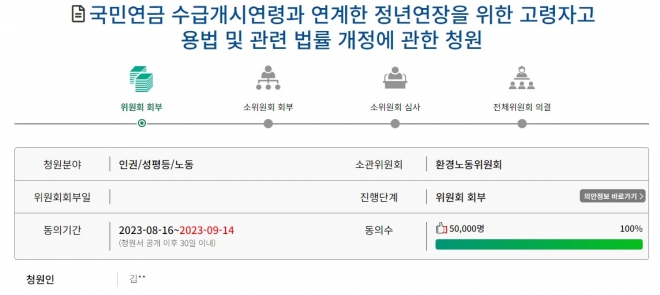 국민연금 수급개시연령과 연계한 정년연장을 위한 고령자고
용법 및 관련 법률 개정에 관한 청원
위원회 회부
소위원회 회부
소위원회 심사
전체위원회 의결
청원분야 인권/성평등/노동 소관위원회 환경노동위원회
위원회회부일 진행단계 위원회 회부 의안정보 바로가기 >
동의기간 2023-08-16~2023-09-14 동의수 50,000명 100%
(청원서 공개 이후 30일 이내)
청원인 김**